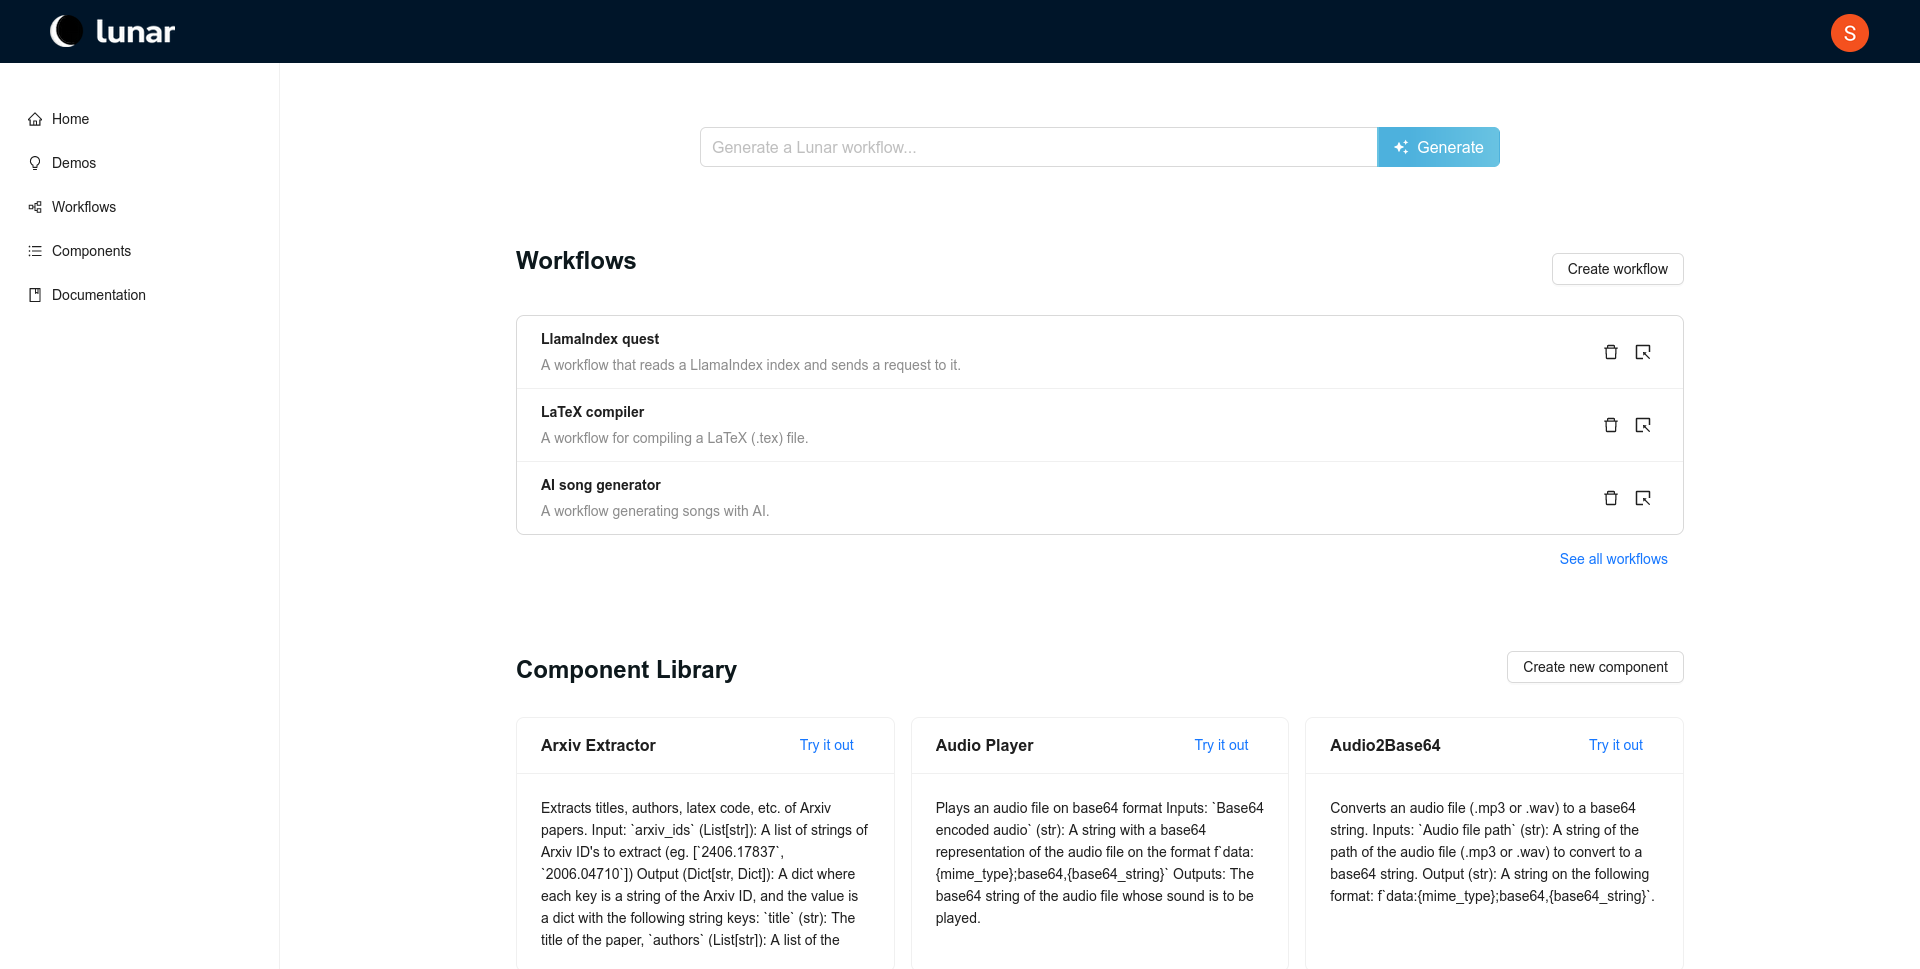 lunar
S
Home
Demos
Workflows
Components
Documentation
Generate a Lunar workflow...
Generate
Workflows
Create workflow
LlamaIndex quest
A workflow that reads a LlamaIndex index and sends a request to it.
LaTeX compiler
A workflow for compiling a LaTeX (.tex) file.
AI song generator
A workflow generating songs with AI.
See all workflows
Component Library
Create new component
Arxiv Extractor
Try it out
Extracts titles, authors, latex code, etc. of Arxiv
papers. Input: `arxiv_ids` (List[str]): A list of strings of
Arxiv ID's to extract (eg. [`2406.17837`,
`2006.04710`]) Output (Dict[str, Dict]): A dict where
each key is a string of the Arxiv ID, and the value is
a dict with the following string keys: `title` (str): The
title of the paper, `authors` (List[str]): A list of the
Audio Player
Try it out
Plays an audio file on base64 format Inputs: `Base64
encoded audio` (str): A string with a base64
representation of the audio file on the format f`data:
{mime_type};base64,{base64_string}` Outputs: The
base64 string of the audio file whose sound is to be
played.
Audio2Base64
Try it out
Converts an audio file (.mp3 or .wav) to a base64
string. Inputs: `Audio file path` (str): A string of the
path of the audio file (.mp3 or .wav) to convert to a
base64 string. Output (str): A string on the following
format: f`data:{mime_type};base64,{base64_string}`.